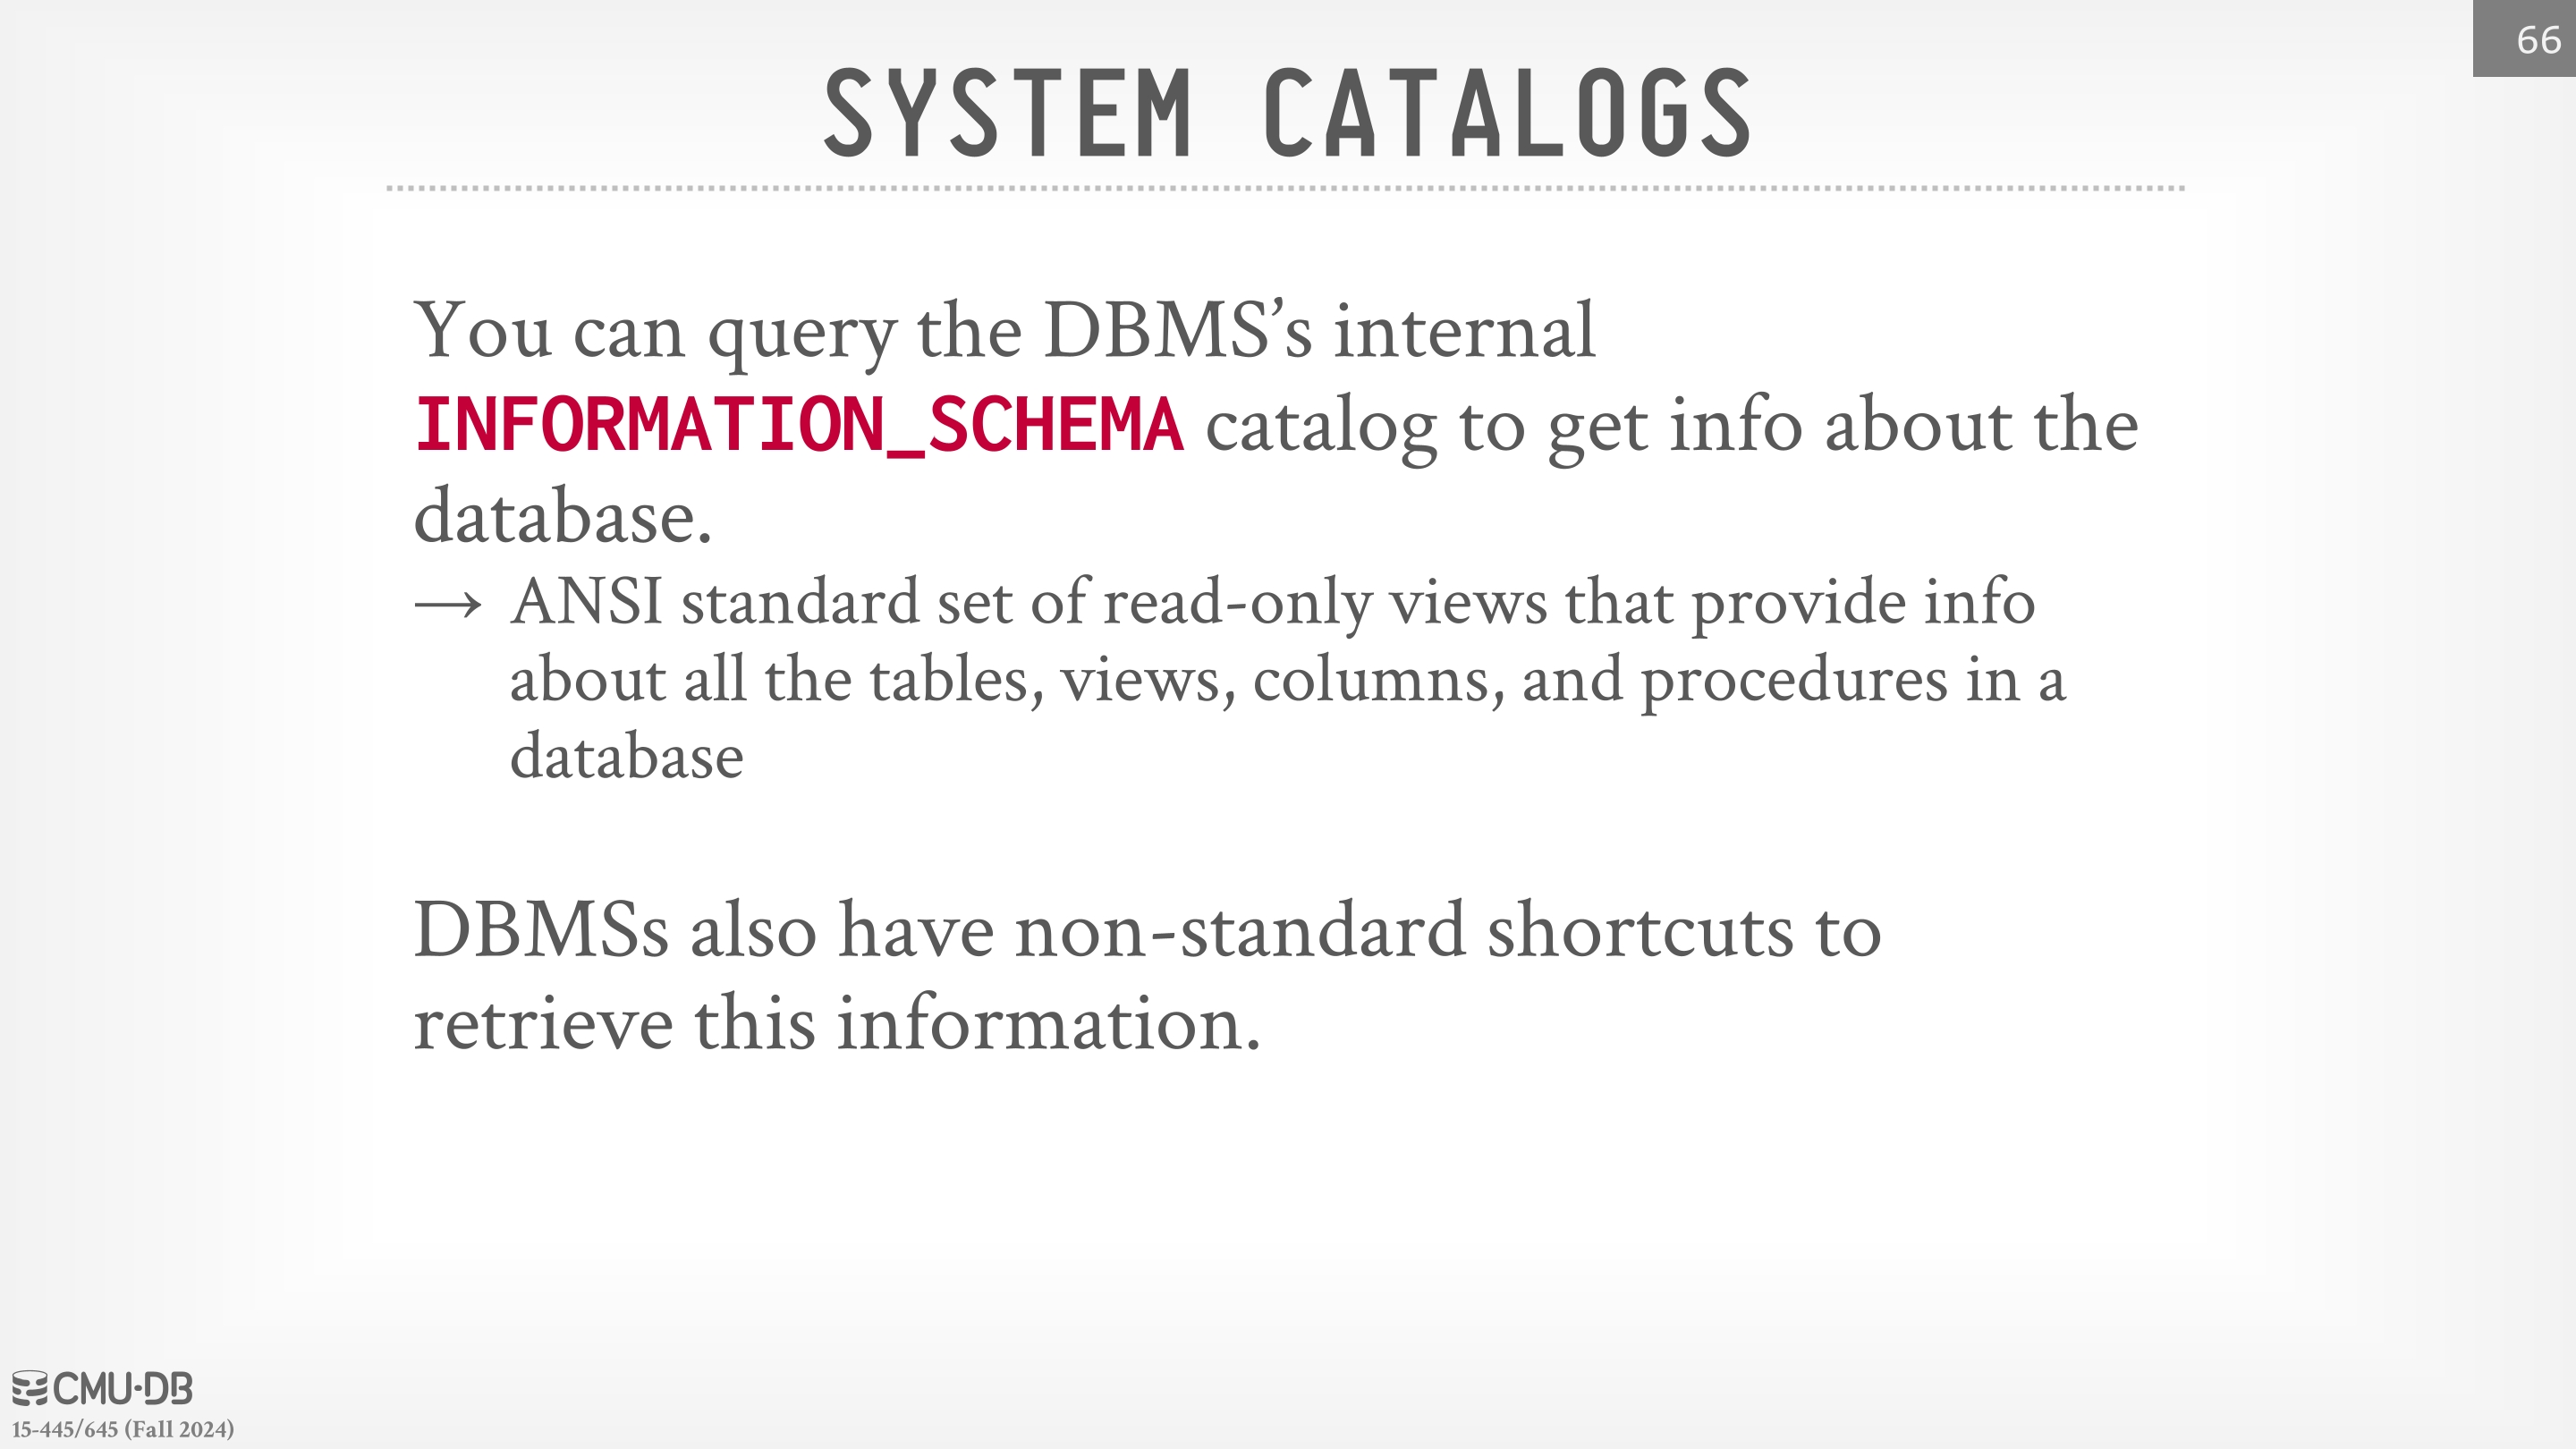 66
SYSTEM CATALOGS
You can query the DBMS’s internal
INFORMATION_SCHEMA catalog to get info about the
database.
→ ANSI standard set of read-only views that provide info
about all the tables, views, columns, and procedures in a
database
DBMSs also have non-standard shortcuts to
retrieve this information.
CMU·DB
15-445/645 (Fall 2024)